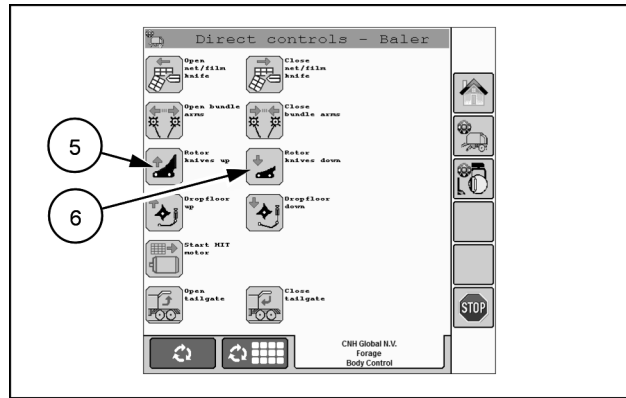 Direct controls - Baler
Open
net/film
knife
Close
net/film
knife
Open bundle
arms
Close
bundle arms
5
Rotor
knives up
Rotor
knives down
6
Dropfloor
up
Dropfloor
down
Start HIT
motor
Open
tailgate
Close
tailgate
STOP
CNH Global N.V.
Forage
Body Control